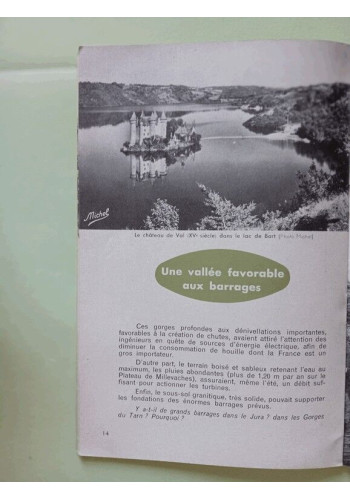 Michel
Le château de Val (XVe siècle) dans le lac de Bort
Une vallée favorable
aux barrages
Ces gorges profondes aux dénivellations importantes,
favorables à la création de chutes, avaient attiré l'attention des
ingénieurs en quête de sources d'énergie électrique, afin de
diminuer la consommation de houille dont la France est un
gros importateur.
D'autre part, le terrain boisé et sableux retenant l'eau au
maximum, les pluies abondantes (plus de 1,20 m par an sur le
Plateau de Millevaches), assuraient, même l'été, un débit suf-
fisant pour actionner les turbines.
Enfin, le sous-sol granitique, très solide, pouvait supporter
les fondations des énormes barrages prévus.
Y a-t-il de grands barrages dans le Jura ? dans les Gorges
du Tarn ? Pourquoi ?
14